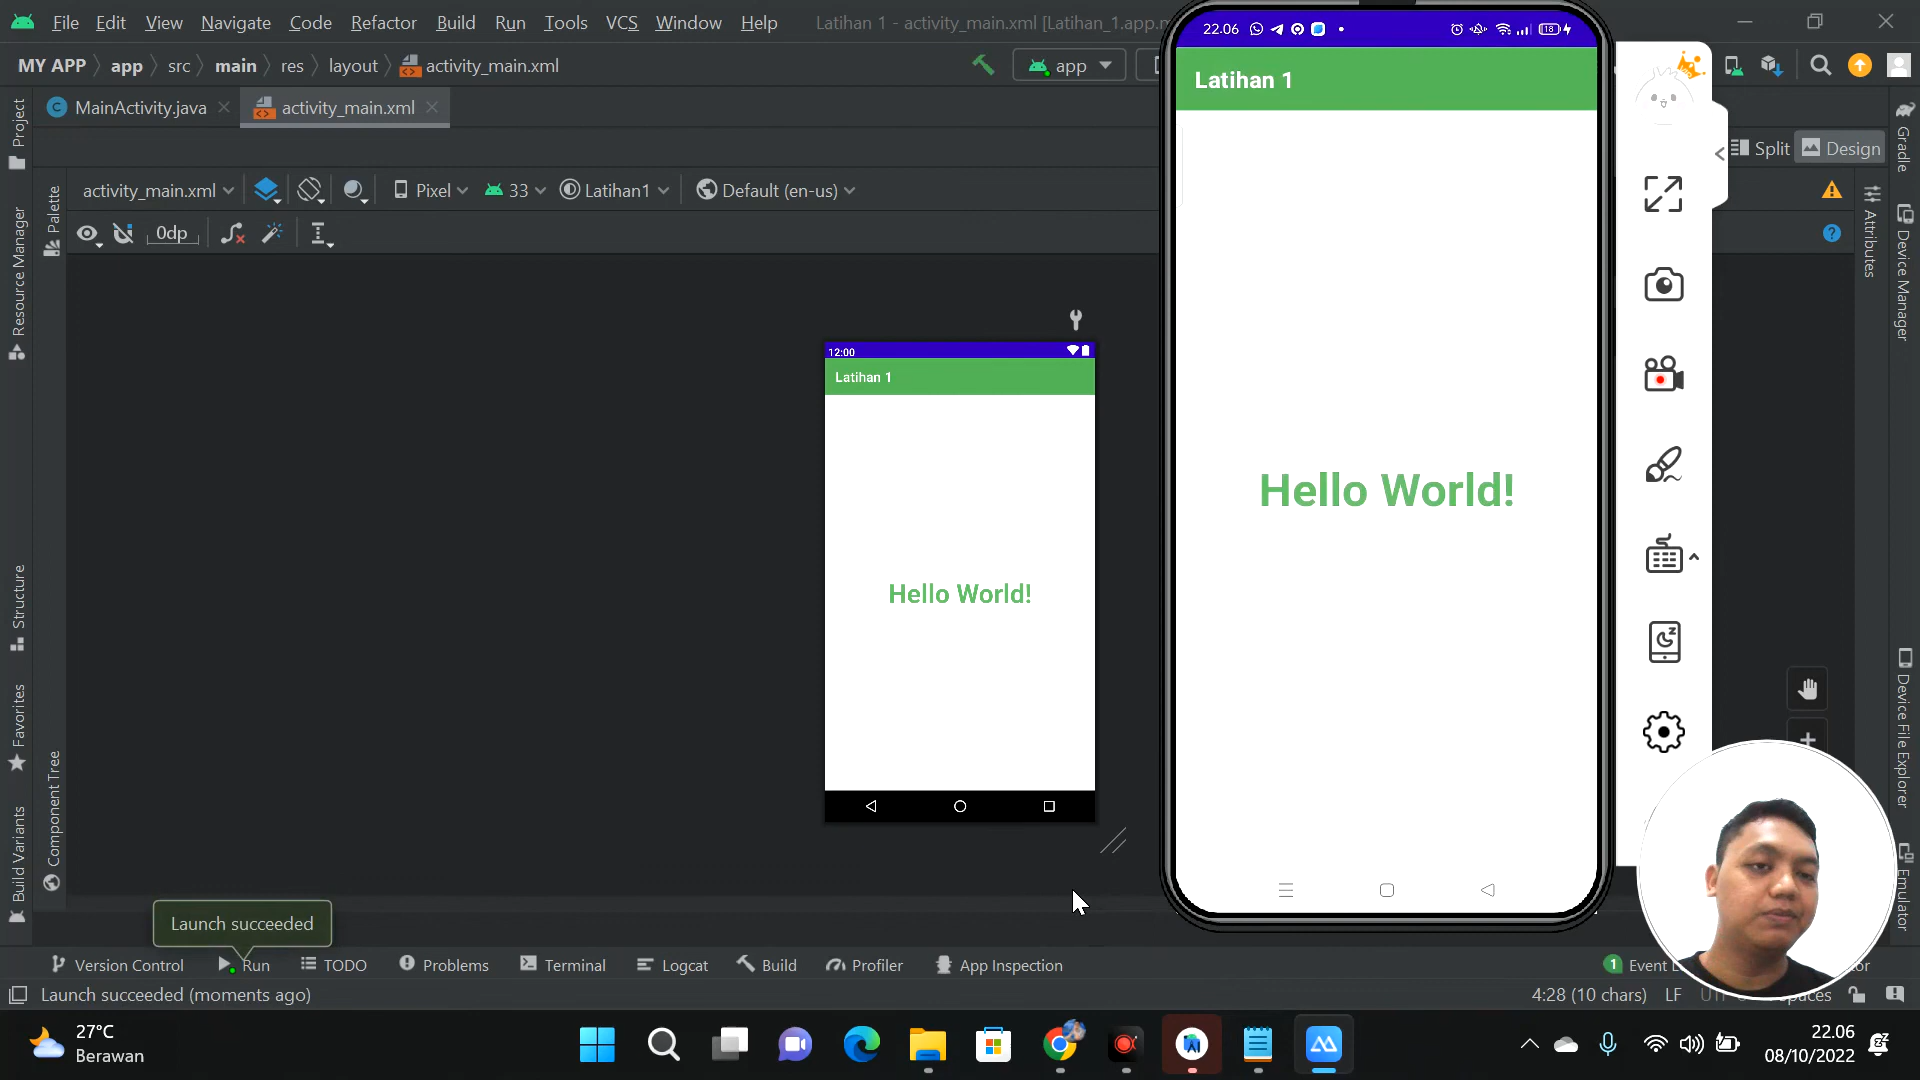 File Edit View Navigate Code Refactor Build Run Tools VCS Window Help Latihan 1 - activity_main.xml [Latihan_1.app.m
MY APP app src main res layout activity_main.xml app
MainActivity.java activity_main.xml
Split Design
activity_main.xml Pixel 33 Latihan1 Default (en-us)
0dp
Project
Resource Manager
Structure
Favorites
Build Variants
Palette
Component Tree
12:00
Latihan 1
Hello World!
22.06 18
Latihan 1
Hello World!
Gradle
Device Manager
Attributes
Device File Explorer
Emulator
Launch succeeded
Version Control Run TODO Problems Terminal Logcat Build Profiler App Inspection 1 Event
Launch succeeded (moments ago) 4:28 (10 chars) LF
27°C
Berawan
22.06
08/10/2022